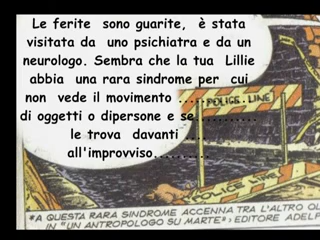 Le ferite sono guarite, è stata
visitata da uno psichiatra e da un
neurologo. Sembra che la tua Lillie
abbia una rara sindrome per cui
non vede il movimento ..........
di oggetti o dipersone e se..........
le trova davanti ....
all'improvviso..........
POLICE LINE
POLICE LINE
*A QUESTA RARA SINDROME ACCENNA TRA L'ALTRO OL
IN "UN ANTROPOLOGO SU MARTE" EDITORE ADELP